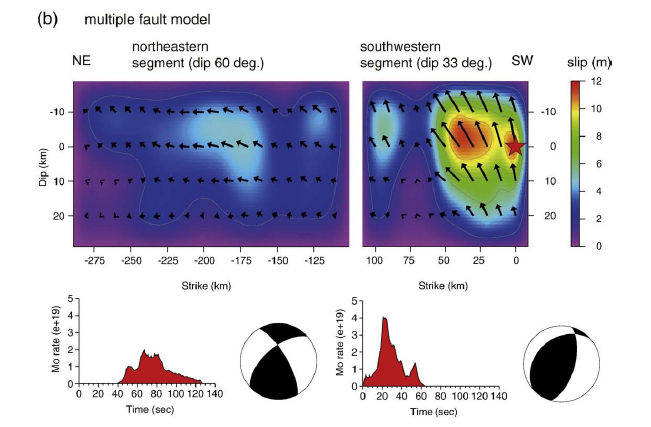 (b) multiple fault model
NE
northeastern
segment (dip 60 deg.)
southwestern
segment (dip 33 deg.)
SW
slip (m)
Dip (km)
-10
0
10
20
-10
0
10
20
12
10
8
6
4
2
0
-275 -250 -225 -200 -175 -150 -125
100 75 50 25 0
Strike (km)
Strike (km)
Mo rate (e+19)
5
4
3
2
1
0
0 20 40 60 80 100 120 140
Time (sec)
Mo rate (e+19)
5
4
3
2
1
0
0 20 40 60 80 100 120 140
Time (sec)